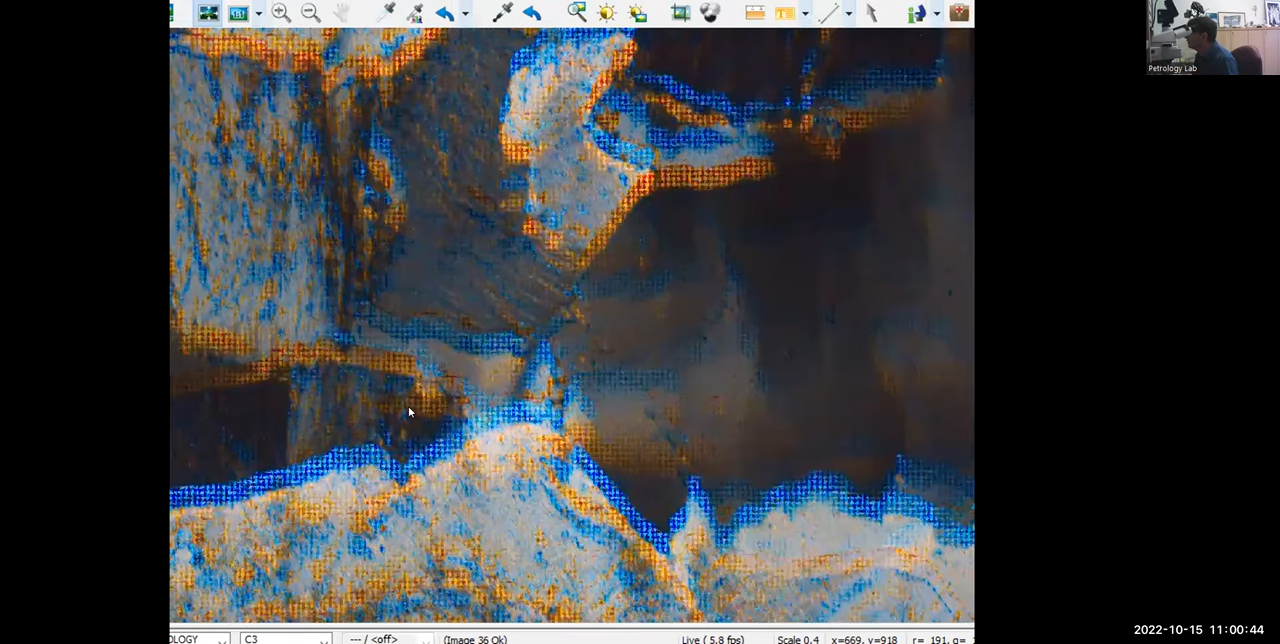 Petrology Lab
2022-10-15 11:00:44
OLOGY C3 --- / <off> (Image 36 Ok) Live ( 5.8 fps) Scale 0.4 x=669, y=918 r= 191, g=